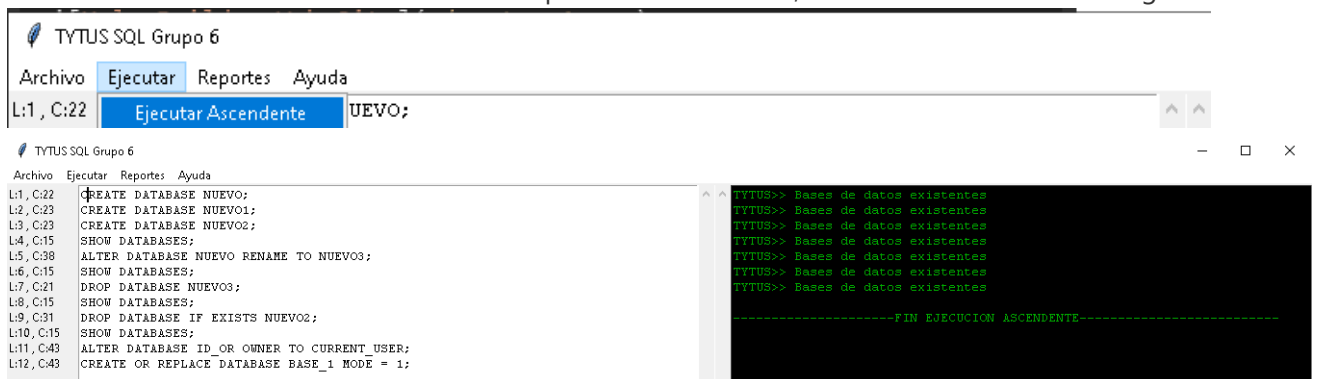 TYTUS SQL Grupo 6
Archivo Ejecutar Reportes Ayuda
L:1 , C:22 Ejecutar Ascendente UEVO;
TYTUS SQL Grupo 6
Archivo Ejecutar Reportes Ayuda
L:1 , C:22 CREATE DATABASE NUEVO;
L:2 , C:23 CREATE DATABASE NUEVO1;
L:3 , C:23 CREATE DATABASE NUEVO2;
L:4 , C:15 SHOW DATABASES;
L:5 , C:38 ALTER DATABASE NUEVO RENAME TO NUEVO3;
L:6 , C:15 SHOW DATABASES;
L:7 , C:21 DROP DATABASE NUEVO3;
L:8 , C:15 SHOW DATABASES;
L:9 , C:31 DROP DATABASE IF EXISTS NUEVO2;
L:10 , C:15 SHOW DATABASES;
L:11 , C:43 ALTER DATABASE ID_OR OWNER TO CURRENT_USER;
L:12 , C:43 CREATE OR REPLACE DATABASE BASE_1 MODE = 1;
TYTUS>> Bases de datos existentes
TYTUS>> Bases de datos existentes
TYTUS>> Bases de datos existentes
TYTUS>> Bases de datos existentes
TYTUS>> Bases de datos existentes
TYTUS>> Bases de datos existentes
TYTUS>> Bases de datos existentes
---------------------FIN EJECUCION ASCENDENTE--------------------------